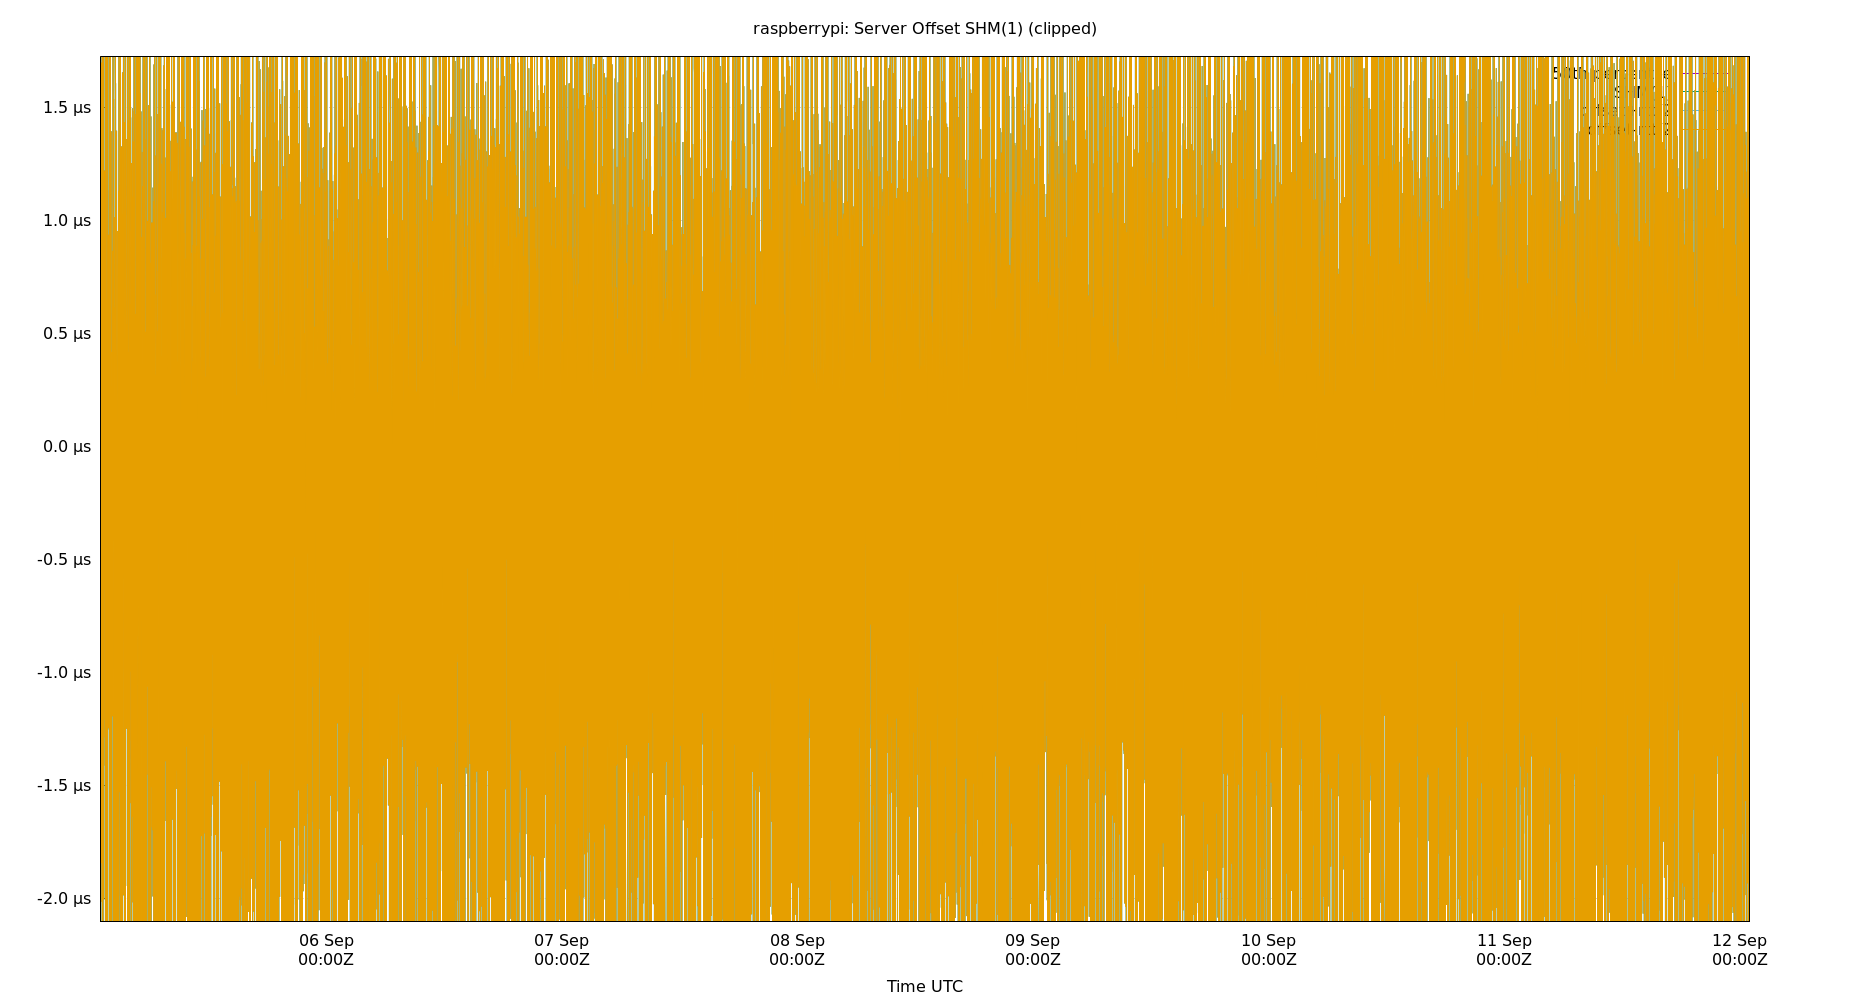 raspberrypi: Server Offset SHM(1) (clipped)
1.5 µs
1.0 µs
0.5 µs
0.0 µs
-0.5 µs
-1.0 µs
-1.5 µs
-2.0 µs
06 Sep 07 Sep 08 Sep 09 Sep 10 Sep 11 Sep 12 Sep
00:00Z 00:00Z 00:00Z 00:00Z 00:00Z 00:00Z 00:00Z
Time UTC